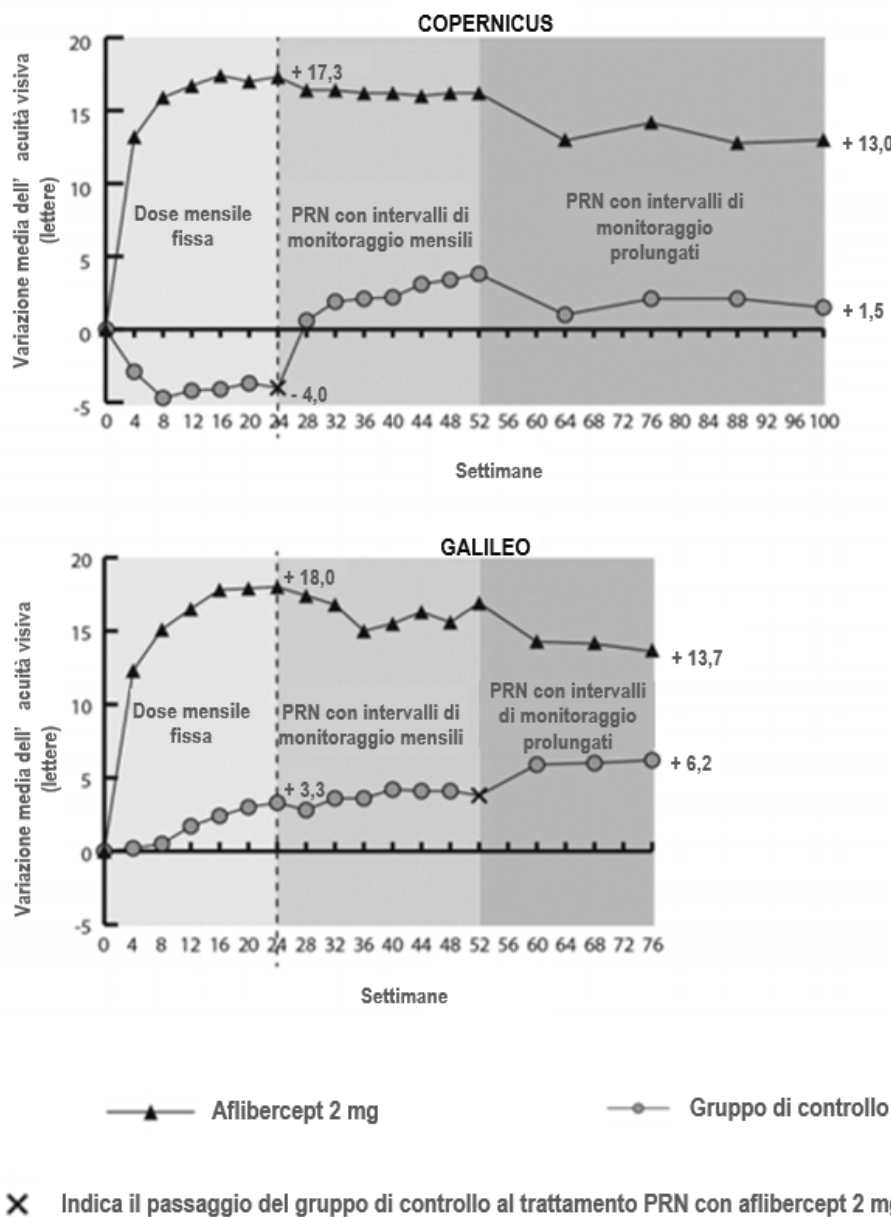 COPERNICUS
Variazione media dell' acuità visiva
(lettere)
20
15
10
5
0
-5
+ 17,3
+ 13,0
Dose mensile
fissa
PRN con intervalli di
monitoraggio mensili
PRN con intervalli di
monitoraggio
prolungati
+ 1,5
- 4,0
0 4 8 12 16 20 24 28 32 36 40 44 48 52 60 64 68 72 76 80 84 88 92 96 100
Settimane
GALILEO
Variazione media dell' acuità visiva
(lettere)
20
15
10
5
0
-5
+ 18,0
+ 13,7
Dose mensile
fissa
PRN con intervalli di
monitoraggio mensili
PRN con intervalli
di monitoraggio
prolungati
+ 3,3
+ 6,2
0 4 8 12 16 20 24 28 32 36 40 44 48 52 56 60 64 68 72 76
Settimane
Aflibercept 2 mg
Gruppo di controllo
Indica il passaggio del gruppo di controllo al trattamento PRN con aflibercept 2 m